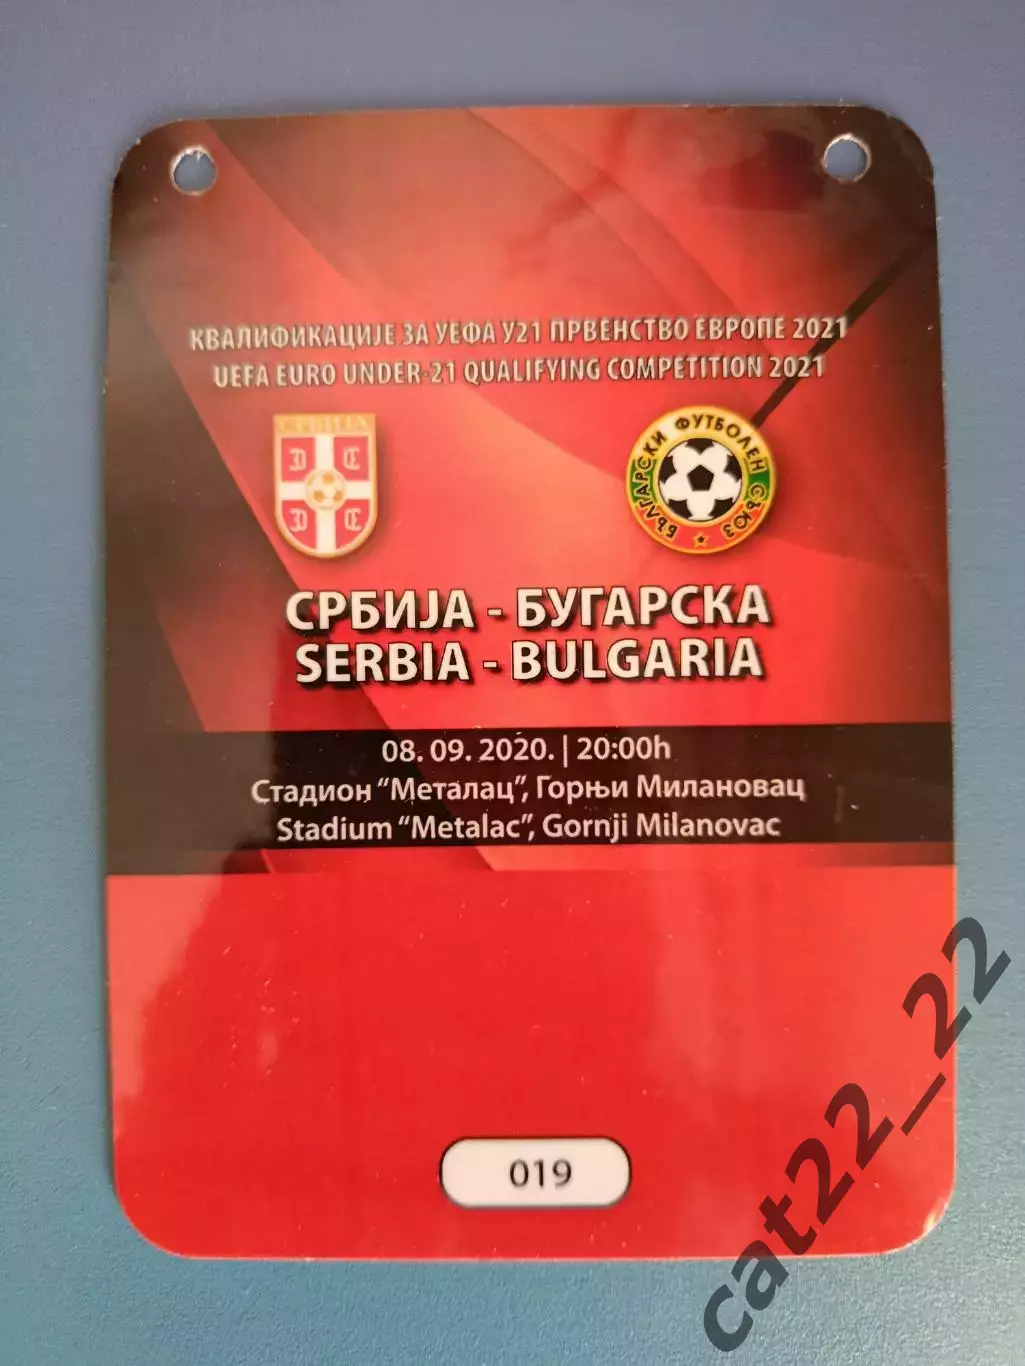 КВАЛИФИКАЦИЈЕ ЗА УЕФА У21 ПРВЕНСТВО ЕВРОПЕ 2021
UEFA EURO UNDER-21 QUALIFYING COMPETITION 2021
СРБИЈА
БЪЛГАРСКИ ФУТБОЛЕН СЪЮЗ
СРБИЈА - БУГАРСКА
SERBIA - BULGARIA
08. 09. 2020. | 20:00h
Стадион “Металац”, Горњи Милановац
Stadium “Metalac”, Gornji Milanovac
019
cat22_22